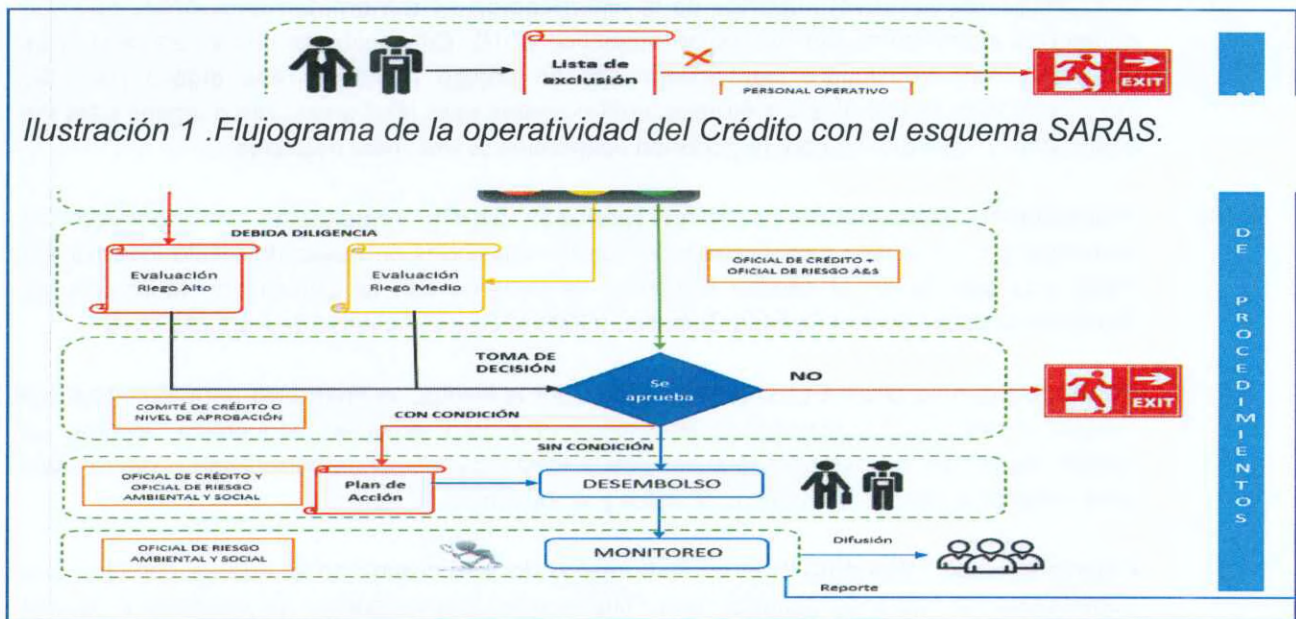 Lista de
exclusión
EXIT
PERSONAL OPERATIVO
Ilustración 1 .Flujograma de la operatividad del Crédito con el esquema SARAS.
DEBIDA DILIGENCIA
Evaluación
Riego Alto
Evaluación
Riego Medio
OFICIAL DE CRÉDITO +
OFICIAL DE RIESGO A&S
TOMA DE
DECISIÓN
Se
aprueba
NO
EXIT
COMITÉ DE CRÉDITO O
NIVEL DE APROBACIÓN
CON CONDICIÓN
SIN CONDICIÓN
OFICIAL DE CRÉDITO Y
OFICIAL DE RIESGO
AMBIENTAL Y SOCIAL
Plan de
Acción
DESEMBOLSO
OFICIAL DE RIESGO
AMBIENTAL Y SOCIAL
MONITOREO
Difusión
Reporte
DE PROCEDIMIENTOS